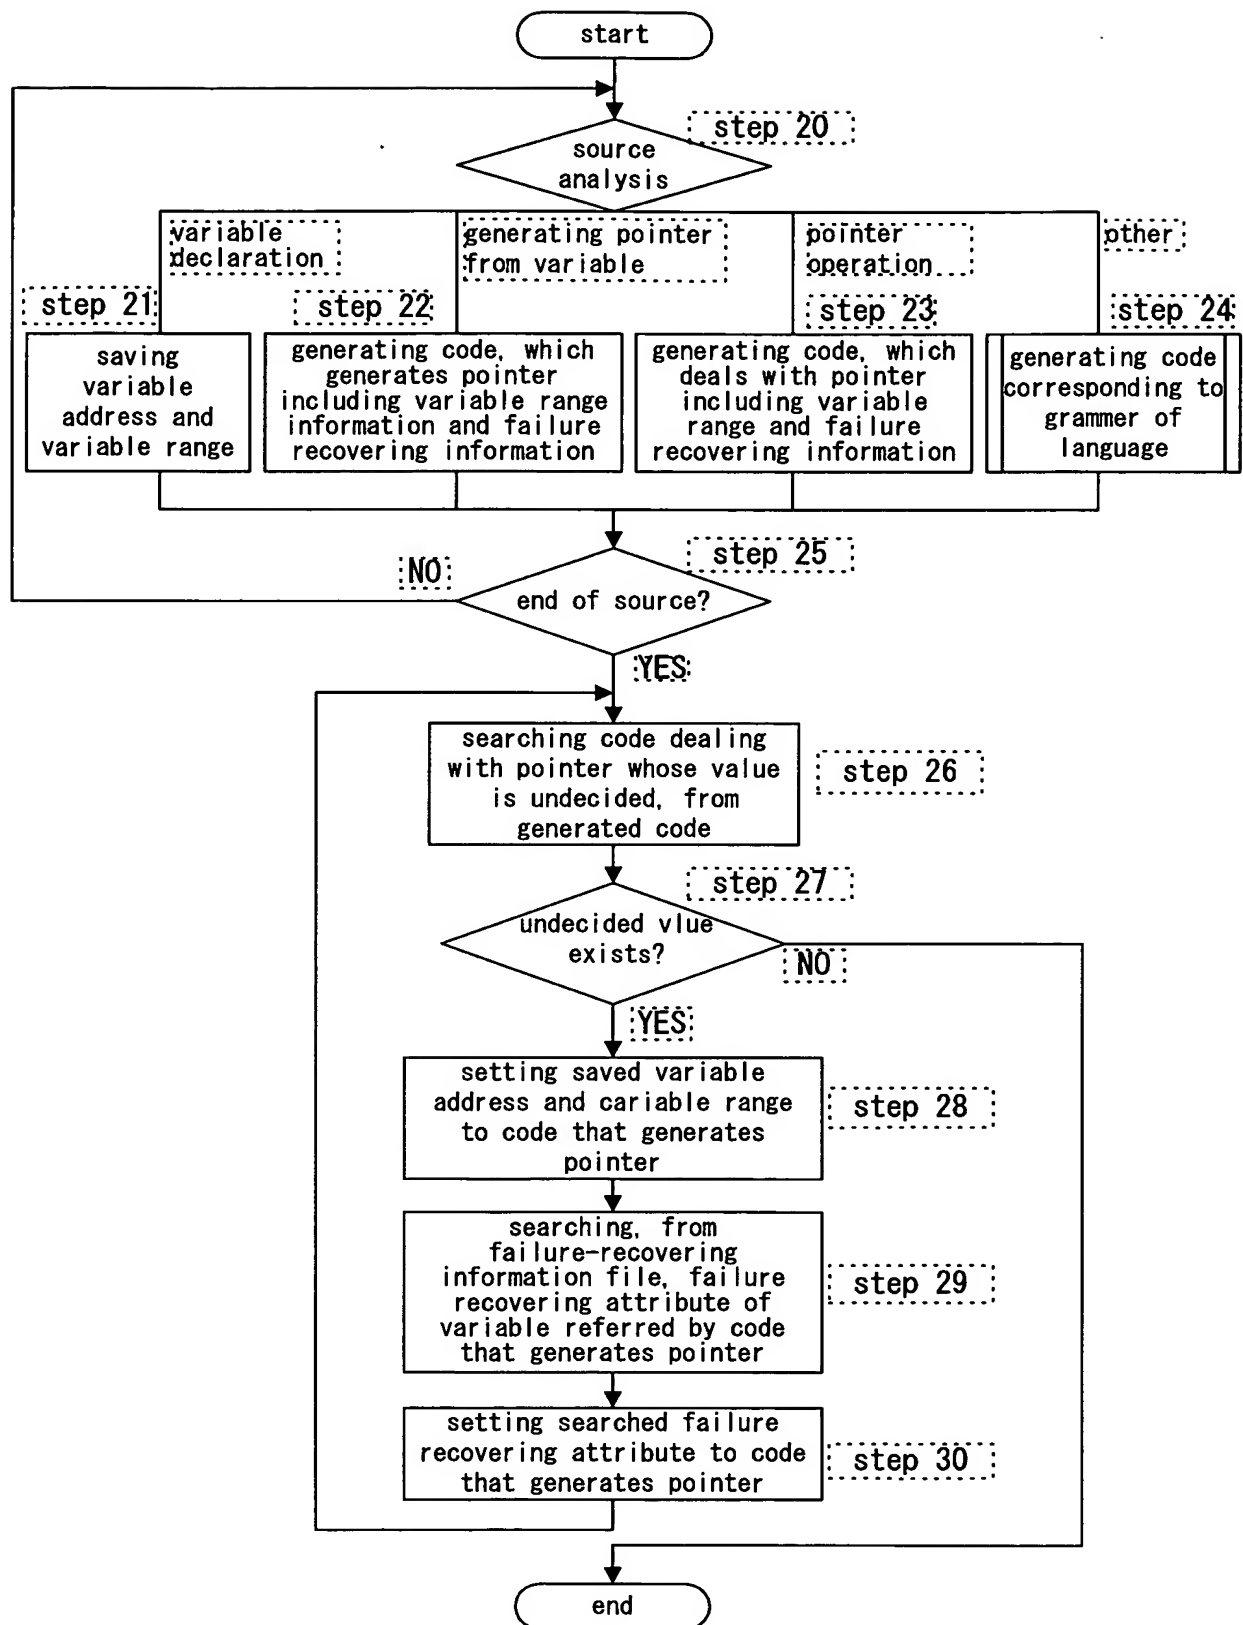 start
step 20
source
analysis
variable
declaration
generating pointer
from variable
pointer
operation
other
step 21
step 22
step 23
step 24
saving
variable
address and
variable range
generating code, which
generates pointer
including variable range
information and failure
recovering information
generating code, which
deals with pointer
including variable
range and failure
recovering information
generating code
corresponding to
grammer of
language
step 25
NO
end of source?
YES
searching code dealing
with pointer whose value
is undecided, from
generated code
step 26
step 27
undecided vlue
exists?
NO
YES
setting saved variable
address and cariable range
to code that generates
pointer
step 28
searching, from
failure-recovering
information file, failure
recovering attribute of
variable referred by code
that generates pointer
step 29
setting searched failure
recovering attribute to code
that generates pointer
step 30
end